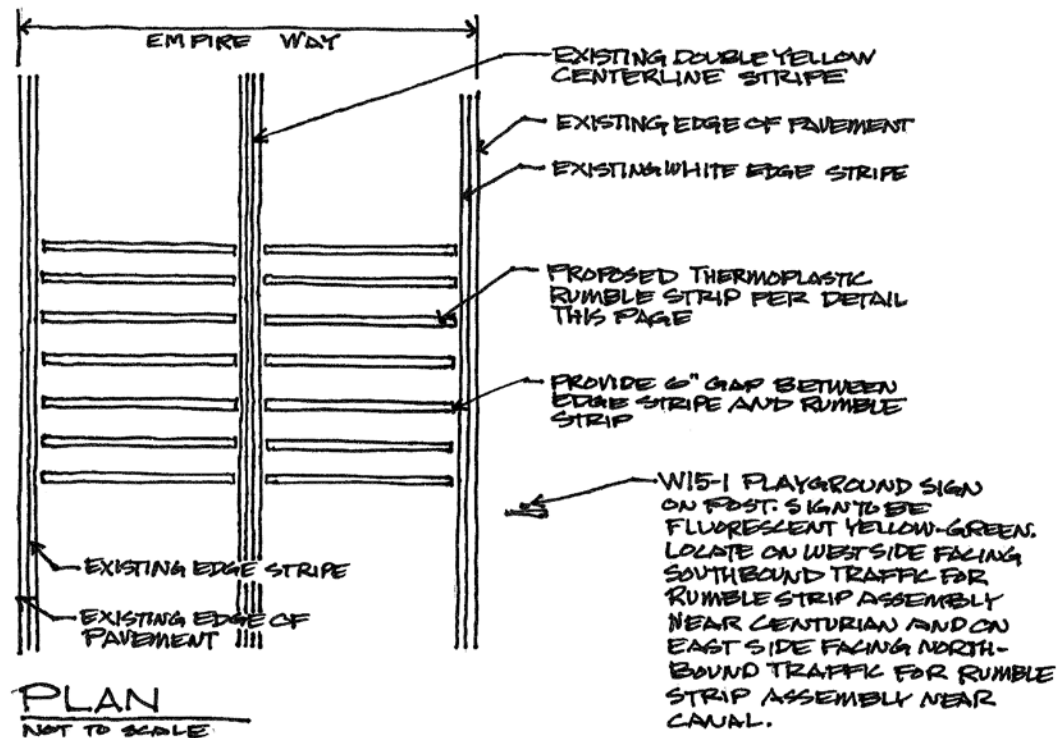 EMPIRE WAY
EXISTING DOUBLE YELLOW
CENTERLINE STRIPE
EXISTING EDGE OF PAVEMENT
EXISTING WHITE EDGE STRIPE
PROPOSED THERMOPLASTIC
RUMBLE STRIP PER DETAIL
THIS PAGE
PROVIDE 6" GAP BETWEEN
EDGE STRIPE AND RUMBLE
STRIP
W15-1 PLAYGROUND SIGN
ON POST. SIGN TO BE
FLUORESCENT YELLOW-GREEN.
LOCATE ON WEST SIDE FACING
SOUTHBOUND TRAFFIC FOR
RUMBLE STRIP ASSEMBLY
NEAR CENTURIAN AND ON
EAST SIDE FACING NORTH-
BOUND TRAFFIC FOR RUMBLE
STRIP ASSEMBLY NEAR
CANAL.
EXISTING EDGE STRIPE
EXISTING EDGE OF
PAVEMENT
PLAN
NOT TO SCALE